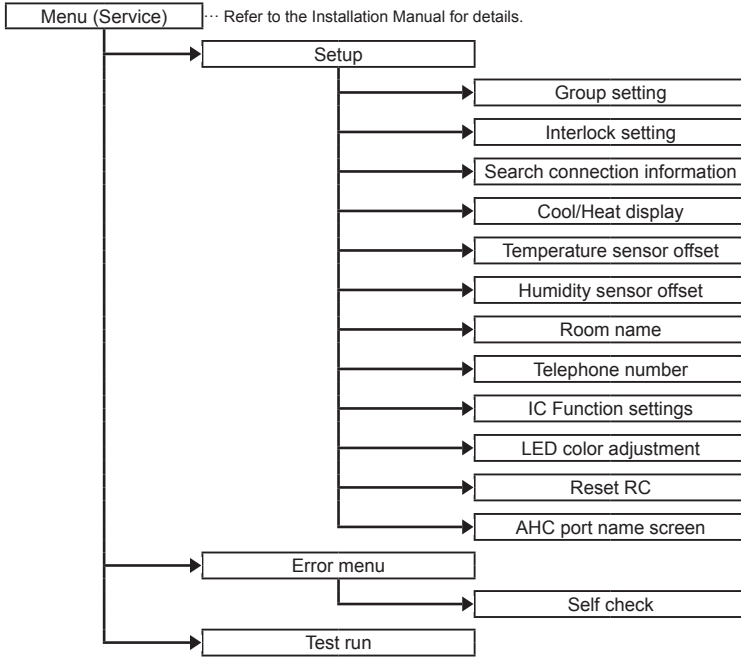 Menu (Service) ··· Refer to the Installation Manual for details.
Setup
Group setting
Interlock setting
Search connection information
Cool/Heat display
Temperature sensor offset
Humidity sensor offset
Room name
Telephone number
IC Function settings
LED color adjustment
Reset RC
AHC port name screen
Error menu
Self check
Test run